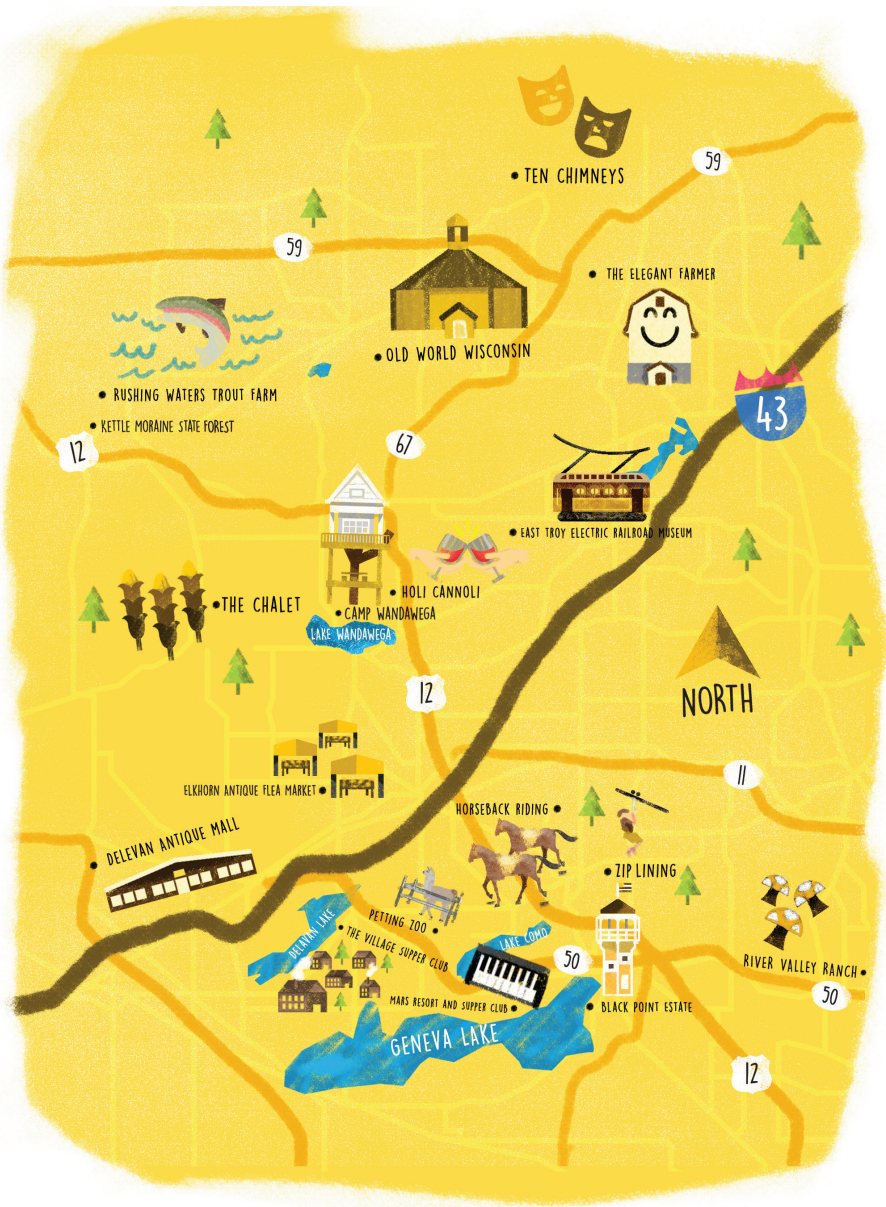 TEN CHIMNEYS
59
59
THE ELEGANT FARMER
OLD WORLD WISCONSIN
RUSHING WATERS TROUT FARM
43
KETTLE MORAINE STATE FOREST
12
67
EAST TROY ELECTRIC RAILROAD MUSEUM
HOLI CANNOLI
THE CHALET
CAMP WANDAWEGA
LAKE WANDAWEGA
12
NORTH
11
ELKHORN ANTIQUE FLEA MARKET
HORSEBACK RIDING
DELEVAN ANTIQUE MALL
ZIP LINING
PETTING ZOO
DELAVAN LAKE
THE VILLAGE SUPPER CLUB
LAKE COMO
50
RIVER VALLEY RANCH
50
MARS RESORT AND SUPPER CLUB
BLACK POINT ESTATE
GENEVA LAKE
12